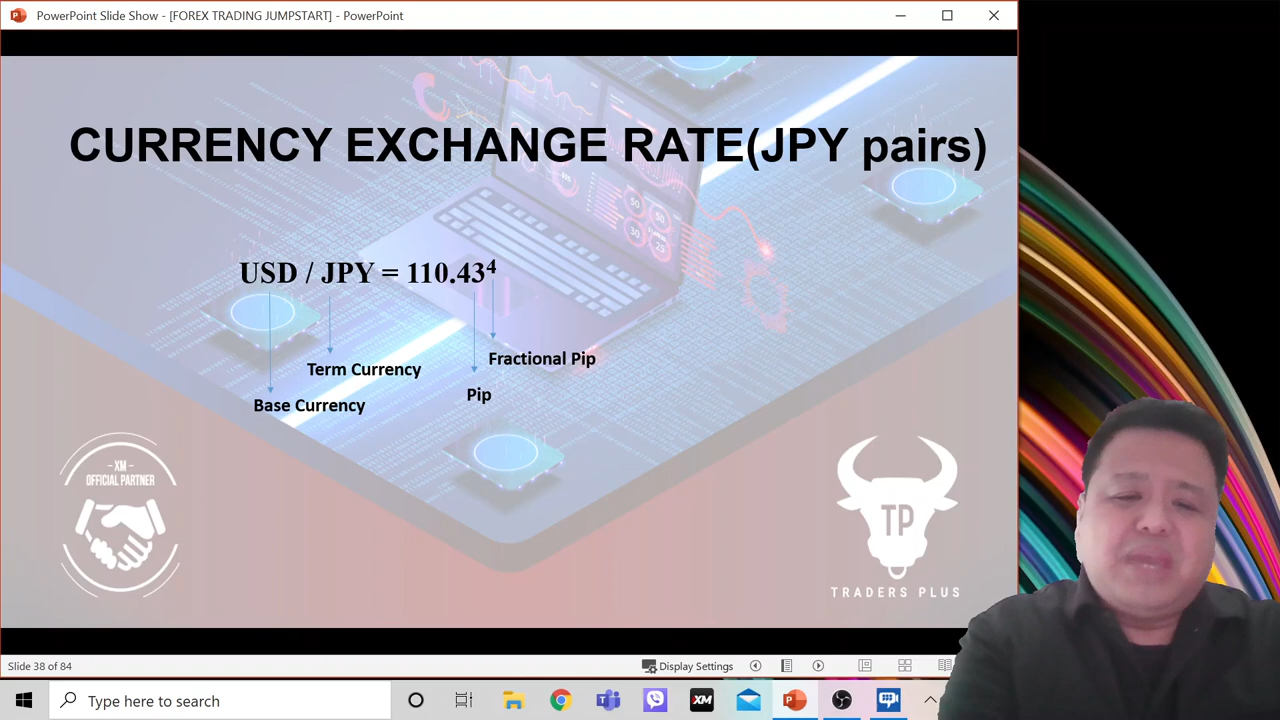 PowerPoint Slide Show - [FOREX TRADING JUMPSTART] - PowerPoint
CURRENCY EXCHANGE RATE(JPY pairs)
USD / JPY = 110.43⁴
Fractional Pip
Term Currency
Pip
Base Currency
- XM -
OFFICIAL PARTNER
TP
TRADERS PLUS
Slide 38 of 84
Display Settings
Type here to search
XM